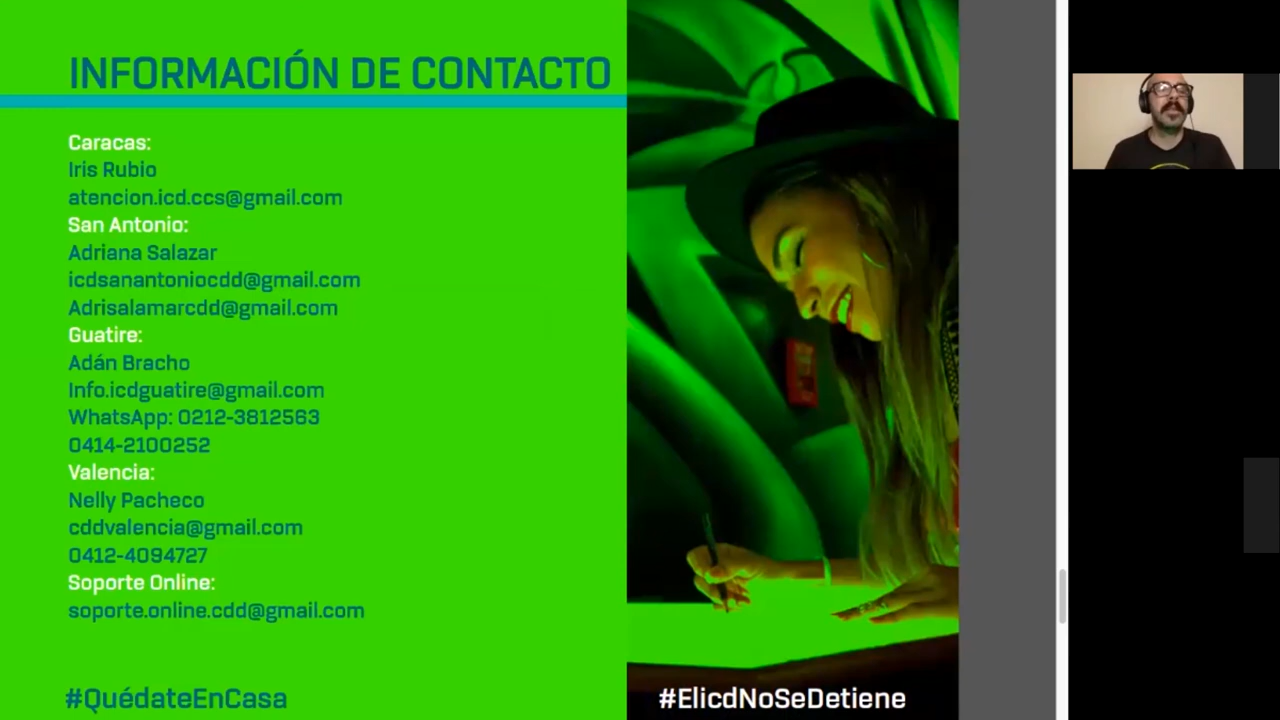 INFORMACIÓN DE CONTACTO
Caracas:
Iris Rubio
atencion.icd.ccs@gmail.com
San Antonio:
Adriana Salazar
icdsanantoniocdd@gmail.com
Adrisalamarcdd@gmail.com
Guatire:
Adán Bracho
Info.icdguatire@gmail.com
WhatsApp: 0212-3812563
0414-2100252
Valencia:
Nelly Pacheco
cddvalencia@gmail.com
0412-4094727
Soporte Online:
soporte.online.cdd@gmail.com
#QuédateEnCasa
#ElicdNoSeDetiene